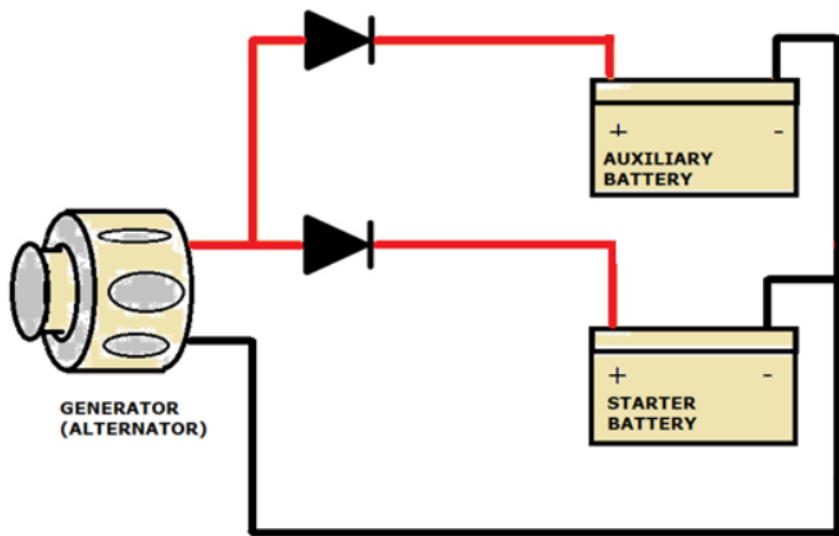 + -
AUXILIARY
BATTERY
+ -
STARTER
BATTERY
GENERATOR
(ALTERNATOR)